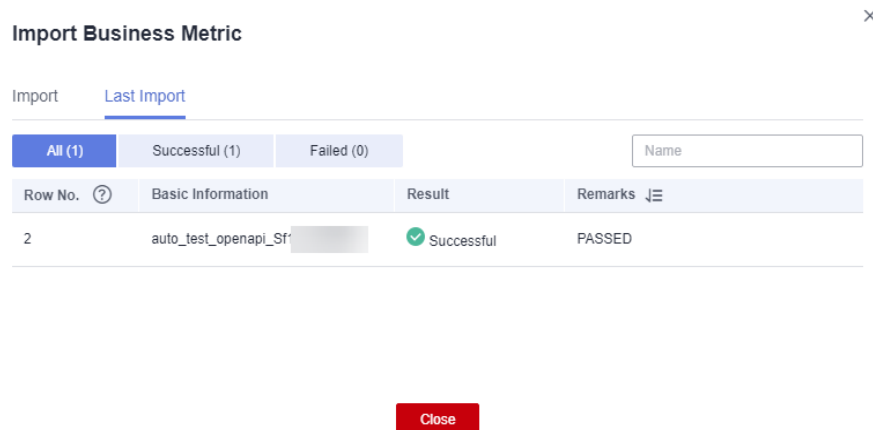 Import Business Metric
Import Last Import
All (1) Successful (1) Failed (0) Name
Row No. ? Basic Information Result Remarks
2 auto_test_openapi_Sf Successful PASSED
Close